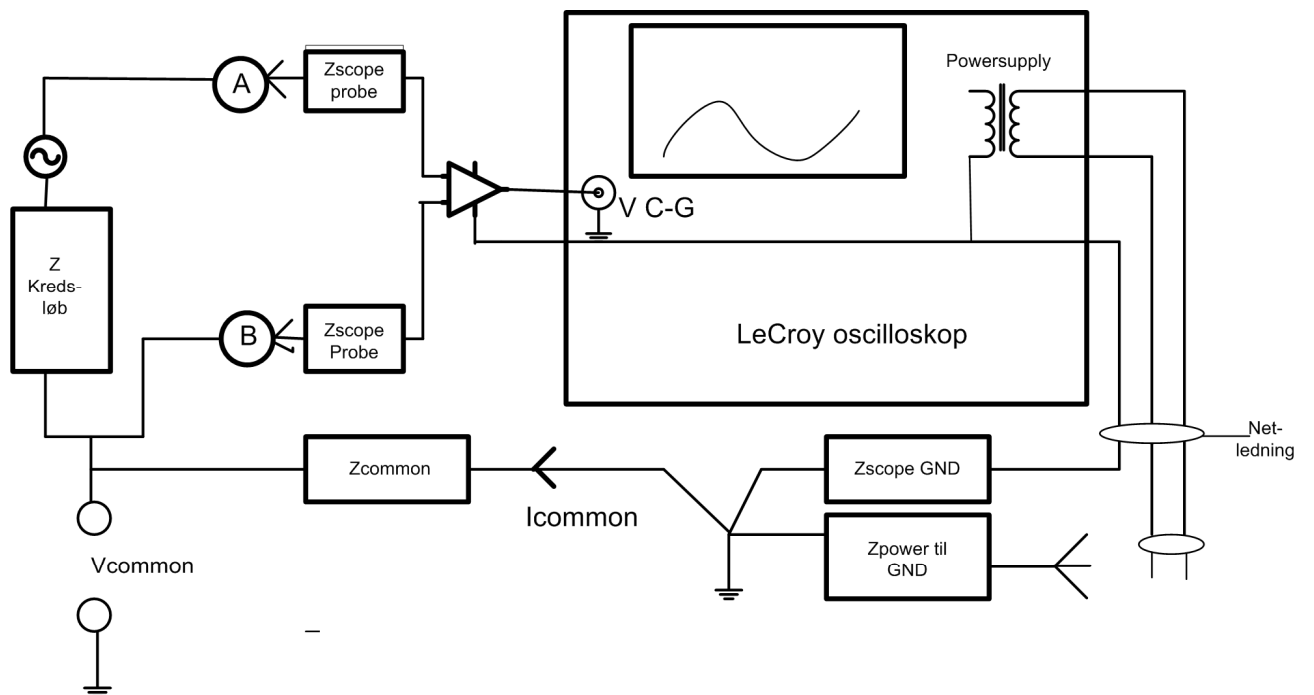 A
Zscope
probe
Powersupply
V C-G
Z
Kreds-
løb
B
Zscope
Probe
LeCroy oscilloskop
Net-
ledning
Zcommon
Zscope GND
Icommon
Zpower til
GND
Vcommon